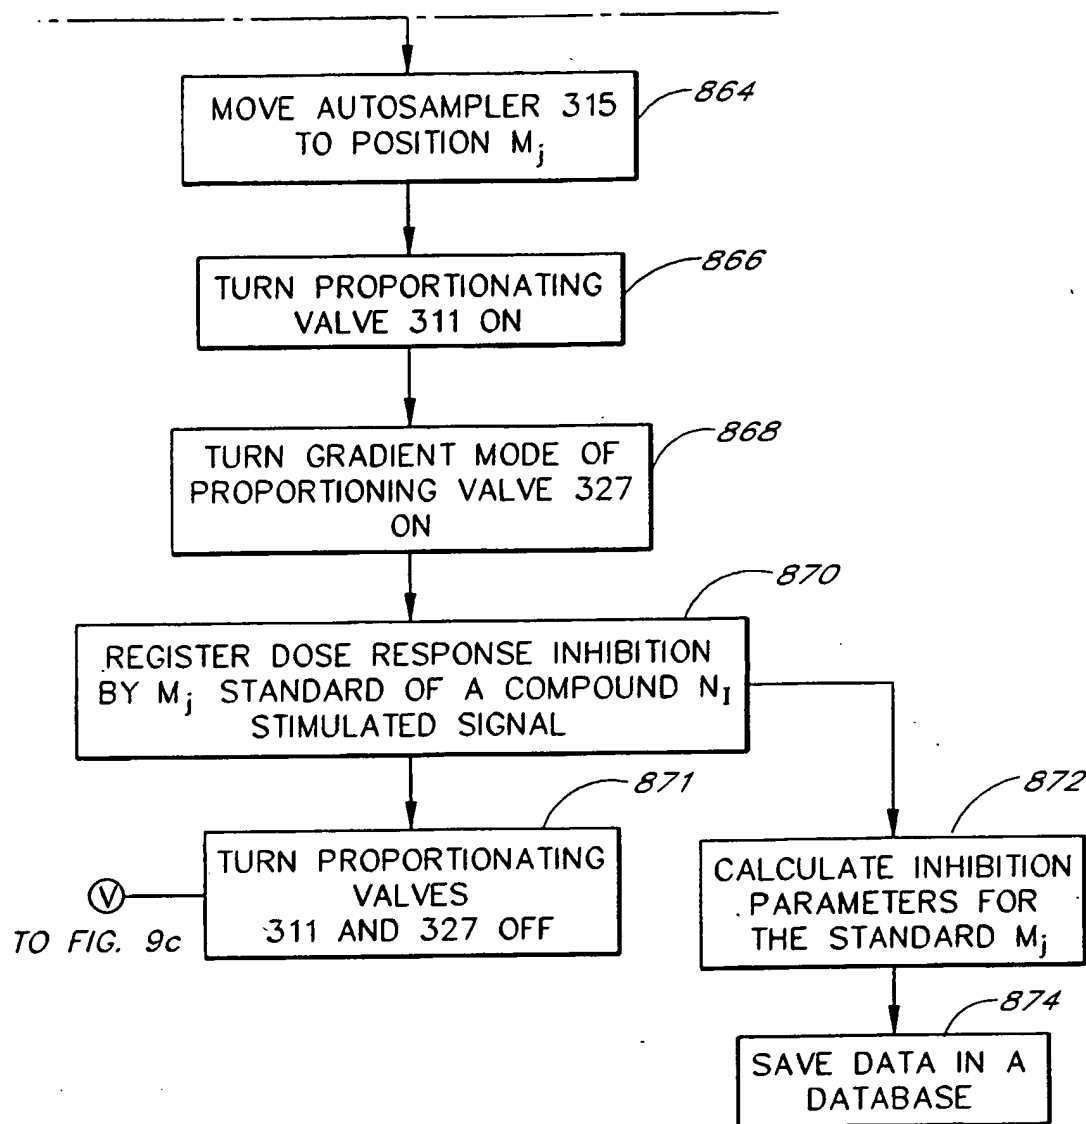 MOVE AUTOSAMPLER 315
TO POSITION Mj
864
TURN PROPORTIONATING
VALVE 311 ON
866
TURN GRADIENT MODE OF
PROPORTIONING VALVE 327
ON
868
REGISTER DOSE RESPONSE INHIBITION
BY Mj STANDARD OF A COMPOUND NI
STIMULATED SIGNAL
870
TURN PROPORTIONATING
VALVES
311 AND 327 OFF
871
V
TO FIG. 9c
CALCULATE INHIBITION
PARAMETERS FOR
THE STANDARD Mj
872
SAVE DATA IN A
DATABASE
874